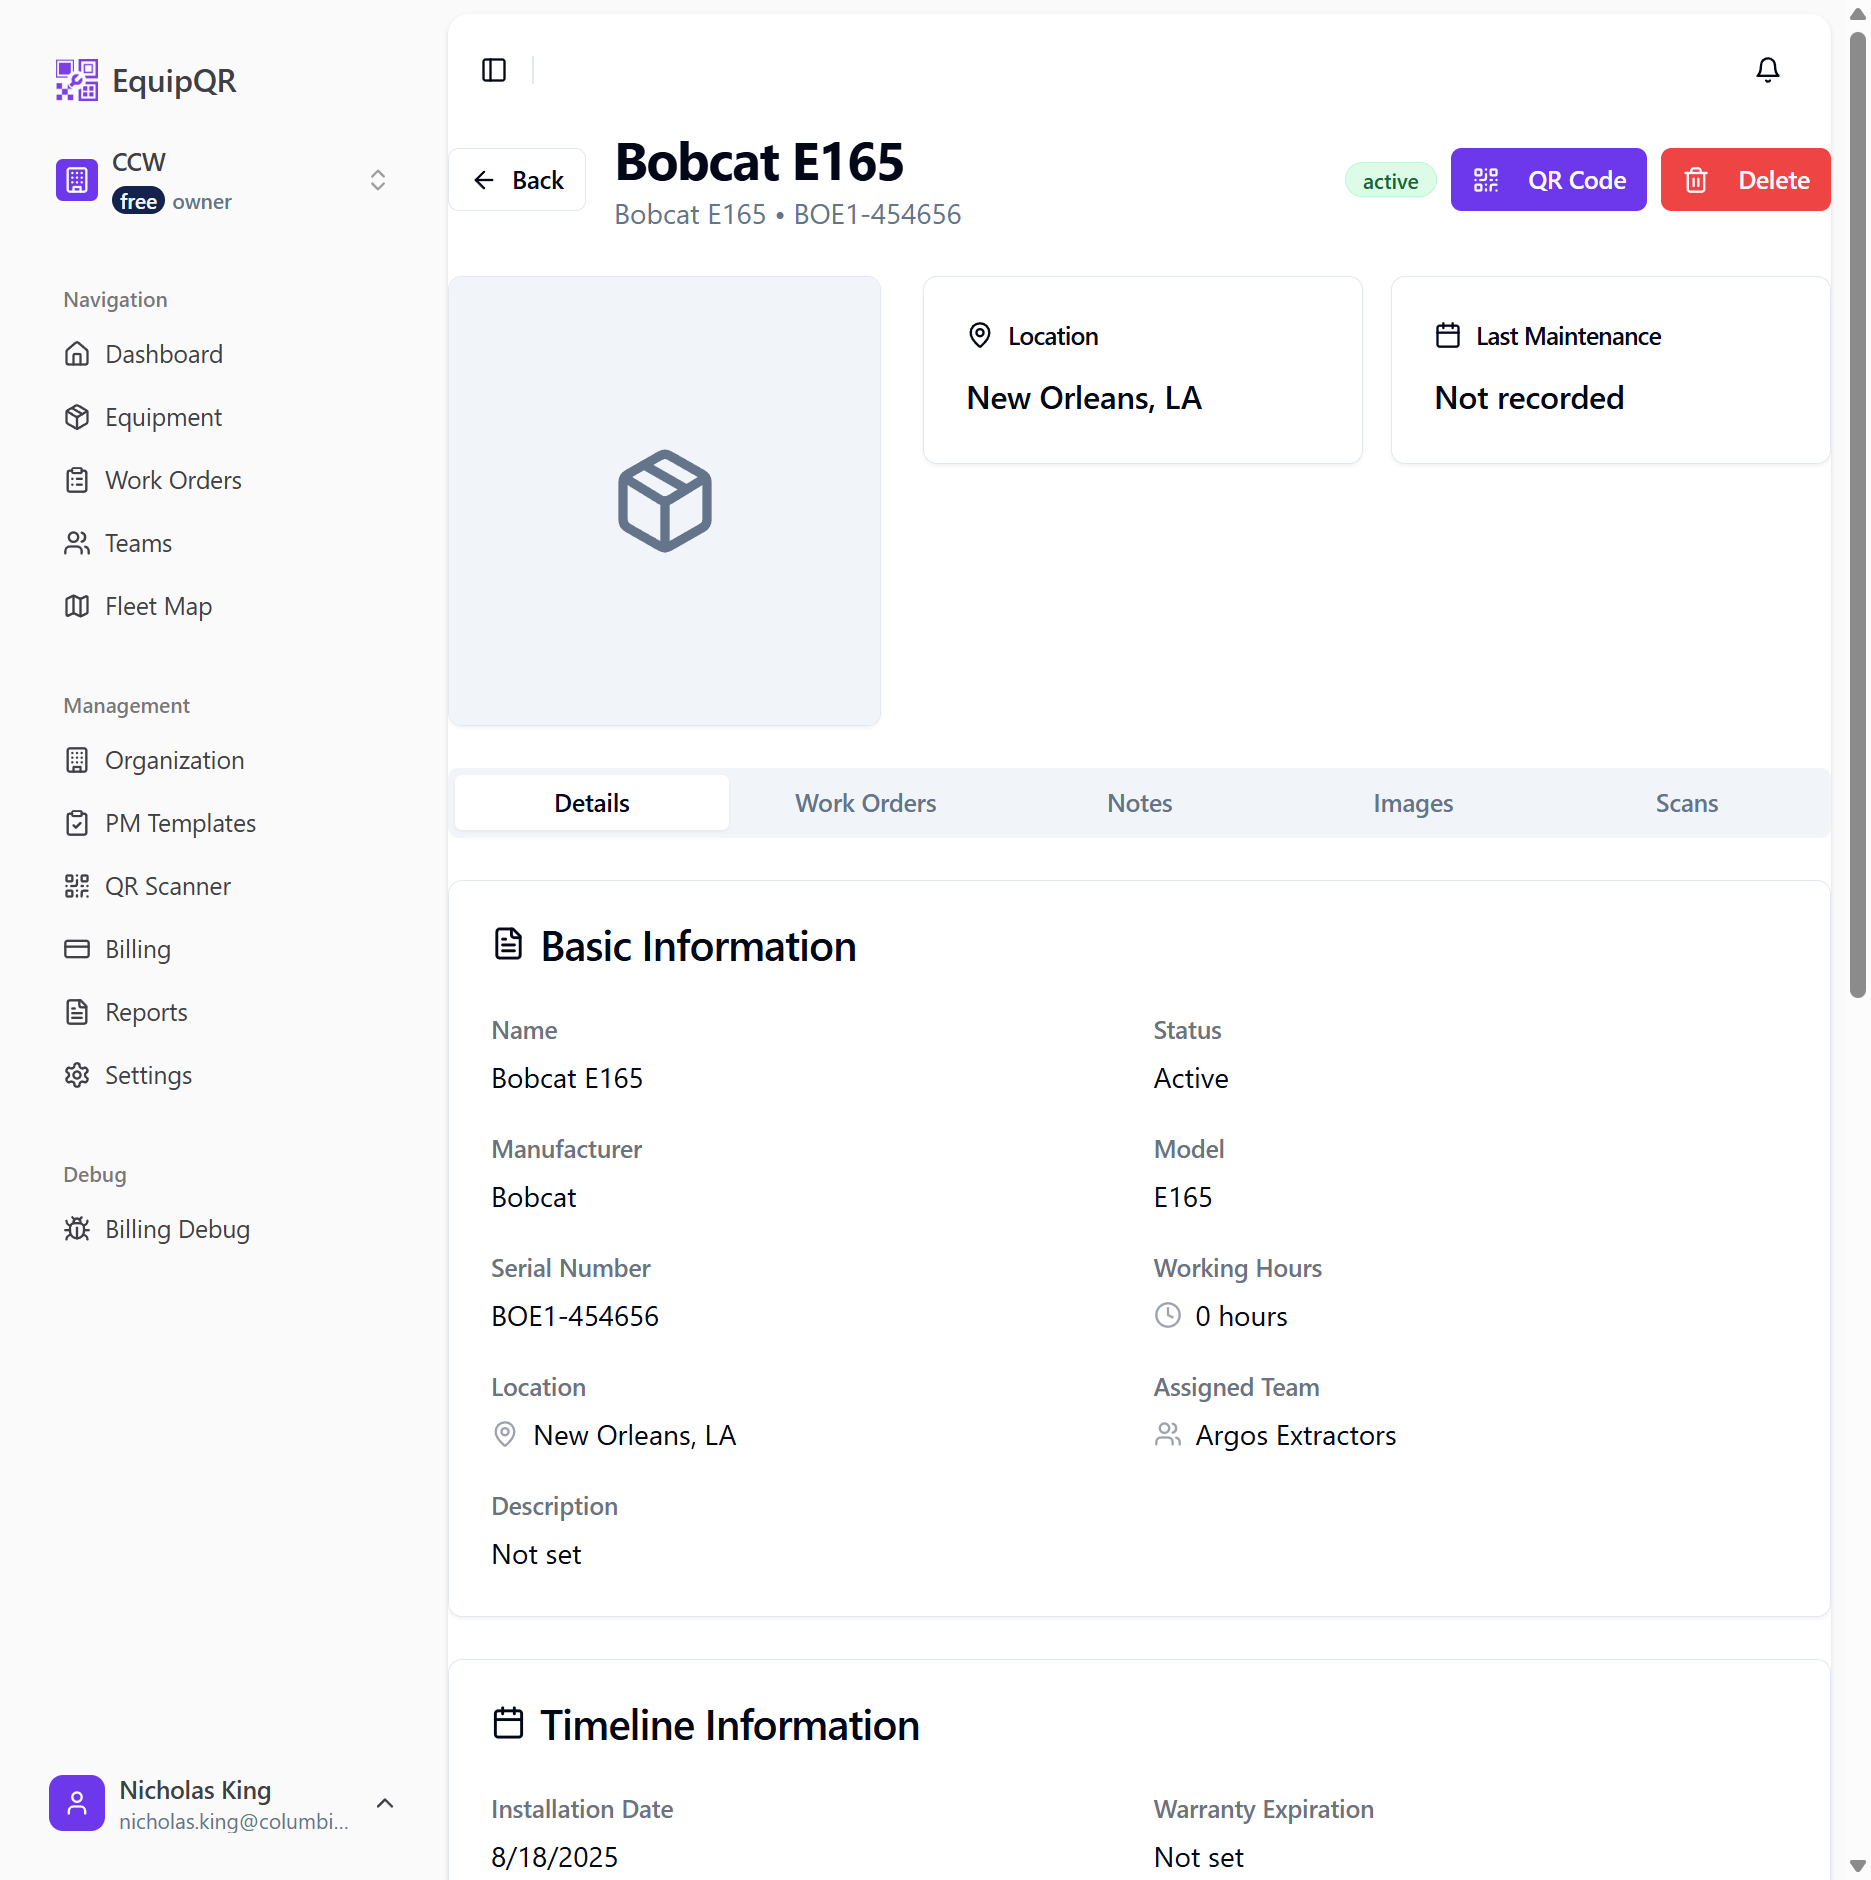 EquipQR
CCW
free owner
Navigation
Dashboard
Equipment
Work Orders
Teams
Fleet Map
Management
Organization
PM Templates
QR Scanner
Billing
Reports
Settings
Debug
Billing Debug
Nicholas King
nicholas.king@columbi...
Back
Bobcat E165
Bobcat E165 • BOE1-454656
active
QR Code
Delete
Location
New Orleans, LA
Last Maintenance
Not recorded
Details
Work Orders
Notes
Images
Scans
Basic Information
Name
Bobcat E165
Status
Active
Manufacturer
Bobcat
Model
E165
Serial Number
BOE1-454656
Working Hours
0 hours
Location
New Orleans, LA
Assigned Team
Argos Extractors
Description
Not set
Timeline Information
Installation Date
8/18/2025
Warranty Expiration
Not set